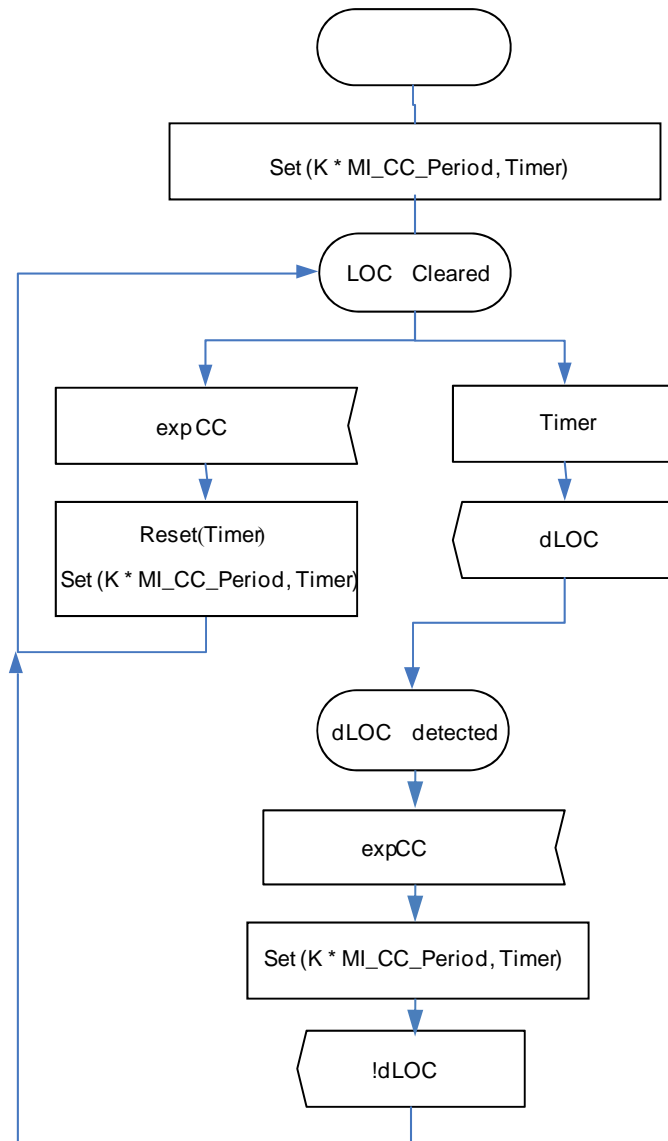 Set (K * MI_CC_Period, Timer)
LOC Cleared
exp CC
Timer
Reset(Timer)
Set (K * MI_CC_Period, Timer)
dLOC
dLOC detected
expCC
Set (K * MI_CC_Period, Timer)
!dLOC